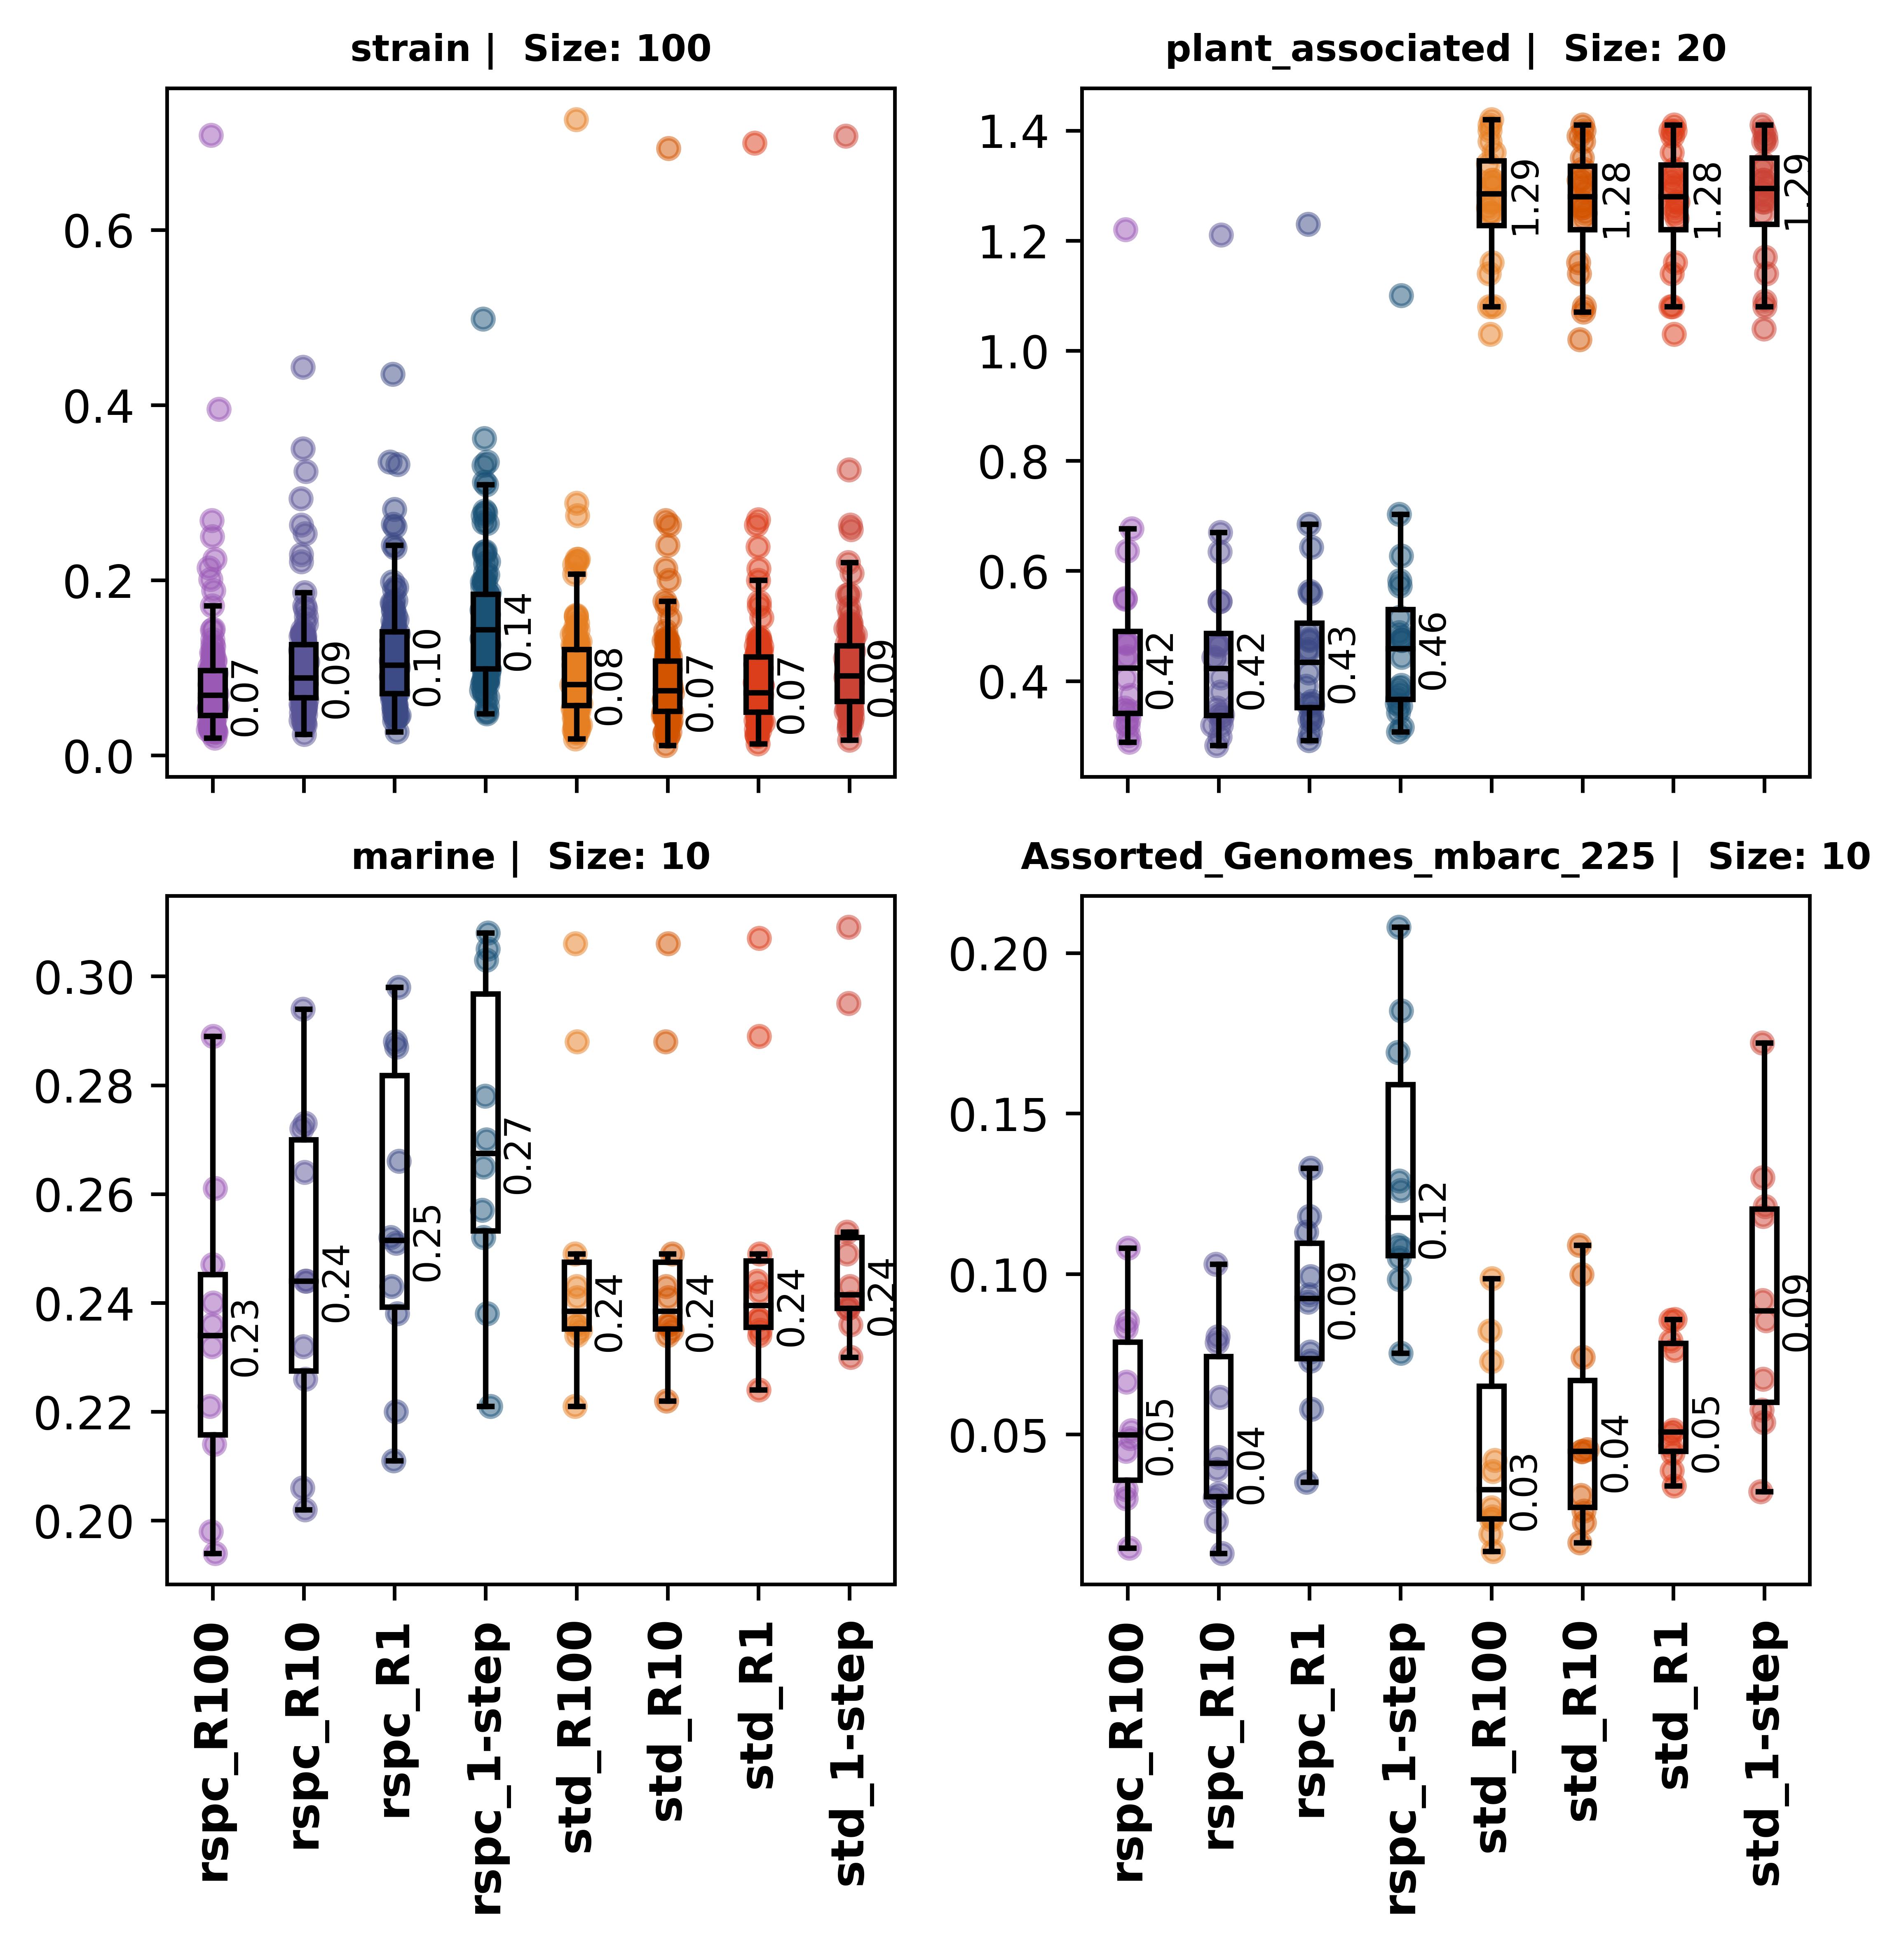 strain |  Size: 100
0.6
0.4
0.2
0.0
0.07
0.09
0.10
0.14
0.08
0.07
0.07
0.09
plant_associated |  Size: 20
1.4
1.2
1.0
0.8
0.6
0.4
0.42
0.42
0.43
0.46
1.29
1.28
1.28
1.29
marine |  Size: 10
0.30
0.28
0.26
0.24
0.22
0.20
0.23
0.24
0.25
0.27
0.24
0.24
0.24
0.24
rspc_R100
rspc_R10
rspc_R1
rspc_1-step
std_R100
std_R10
std_R1
std_1-step
Assorted_Genomes_mbarc_225 |  Size: 10
0.20
0.15
0.10
0.05
0.05
0.04
0.09
0.12
0.03
0.04
0.05
0.09
rspc_R100
rspc_R10
rspc_R1
rspc_1-step
std_R100
std_R10
std_R1
std_1-step